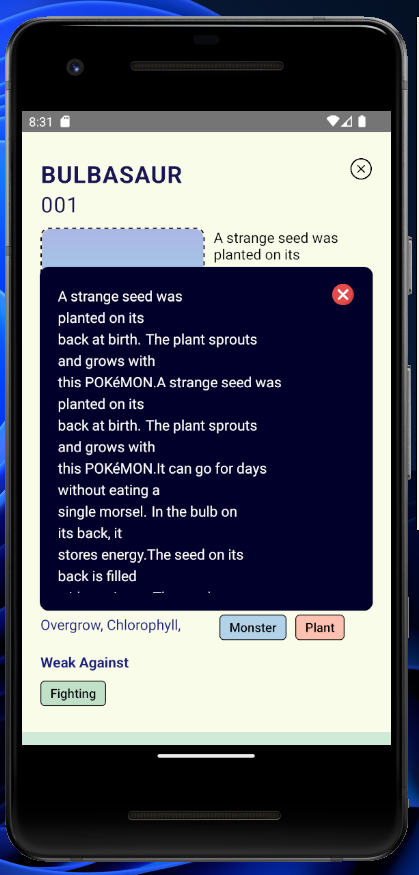 8:31
BULBASAUR
001
A strange seed was
planted on its
A strange seed was
planted on its
back at birth. The plant sprouts
and grows with
this POKéMON.A strange seed was
planted on its
back at birth. The plant sprouts
and grows with
this POKéMON.It can go for days
without eating a
single morsel. In the bulb on
its back, it
stores energy.The seed on its
back is filled
Overgrow, Chlorophyll,
Monster Plant
Weak Against
Fighting